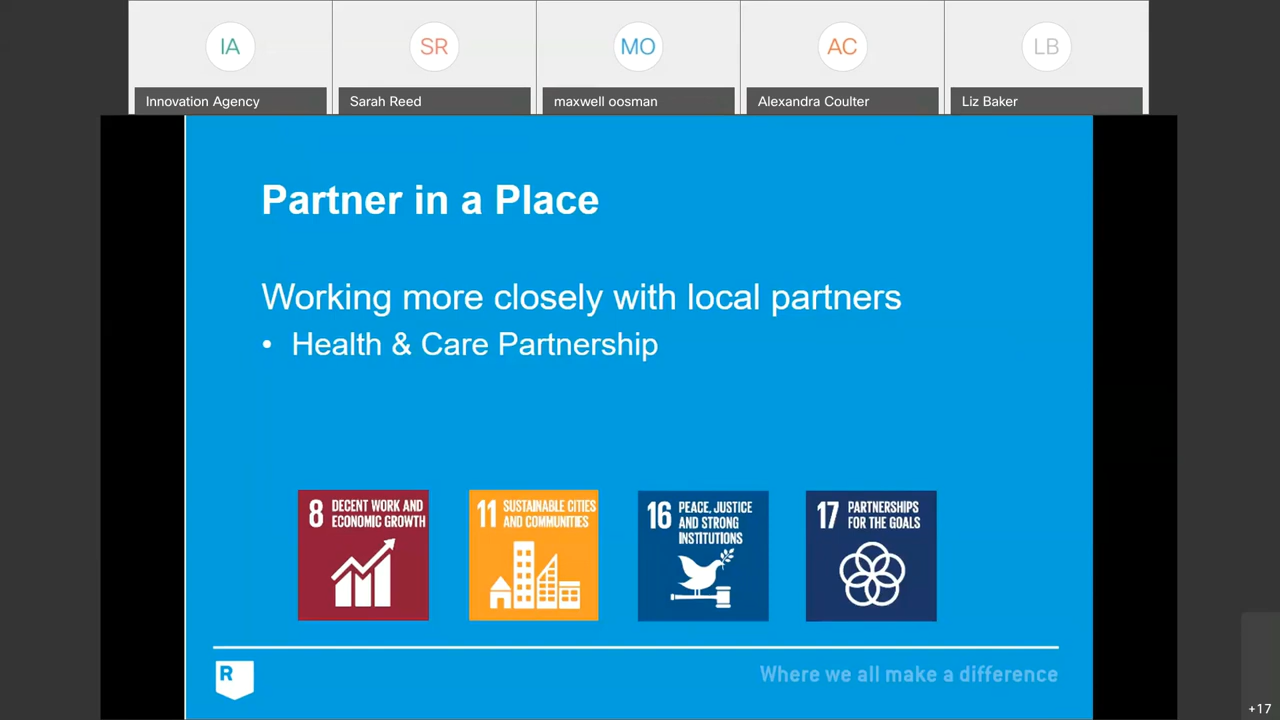 IA
SR
MO
AC
LB
Innovation Agency
Sarah Reed
maxwell oosman
Alexandra Coulter
Liz Baker
Partner in a Place
Working more closely with local partners
• Health & Care Partnership
8 DECENT WORK AND
ECONOMIC GROWTH
11 SUSTAINABLE CITIES
AND COMMUNITIES
16 PEACE, JUSTICE
AND STRONG
INSTITUTIONS
17 PARTNERSHIPS
FOR THE GOALS
R
Where we all make a difference
+17